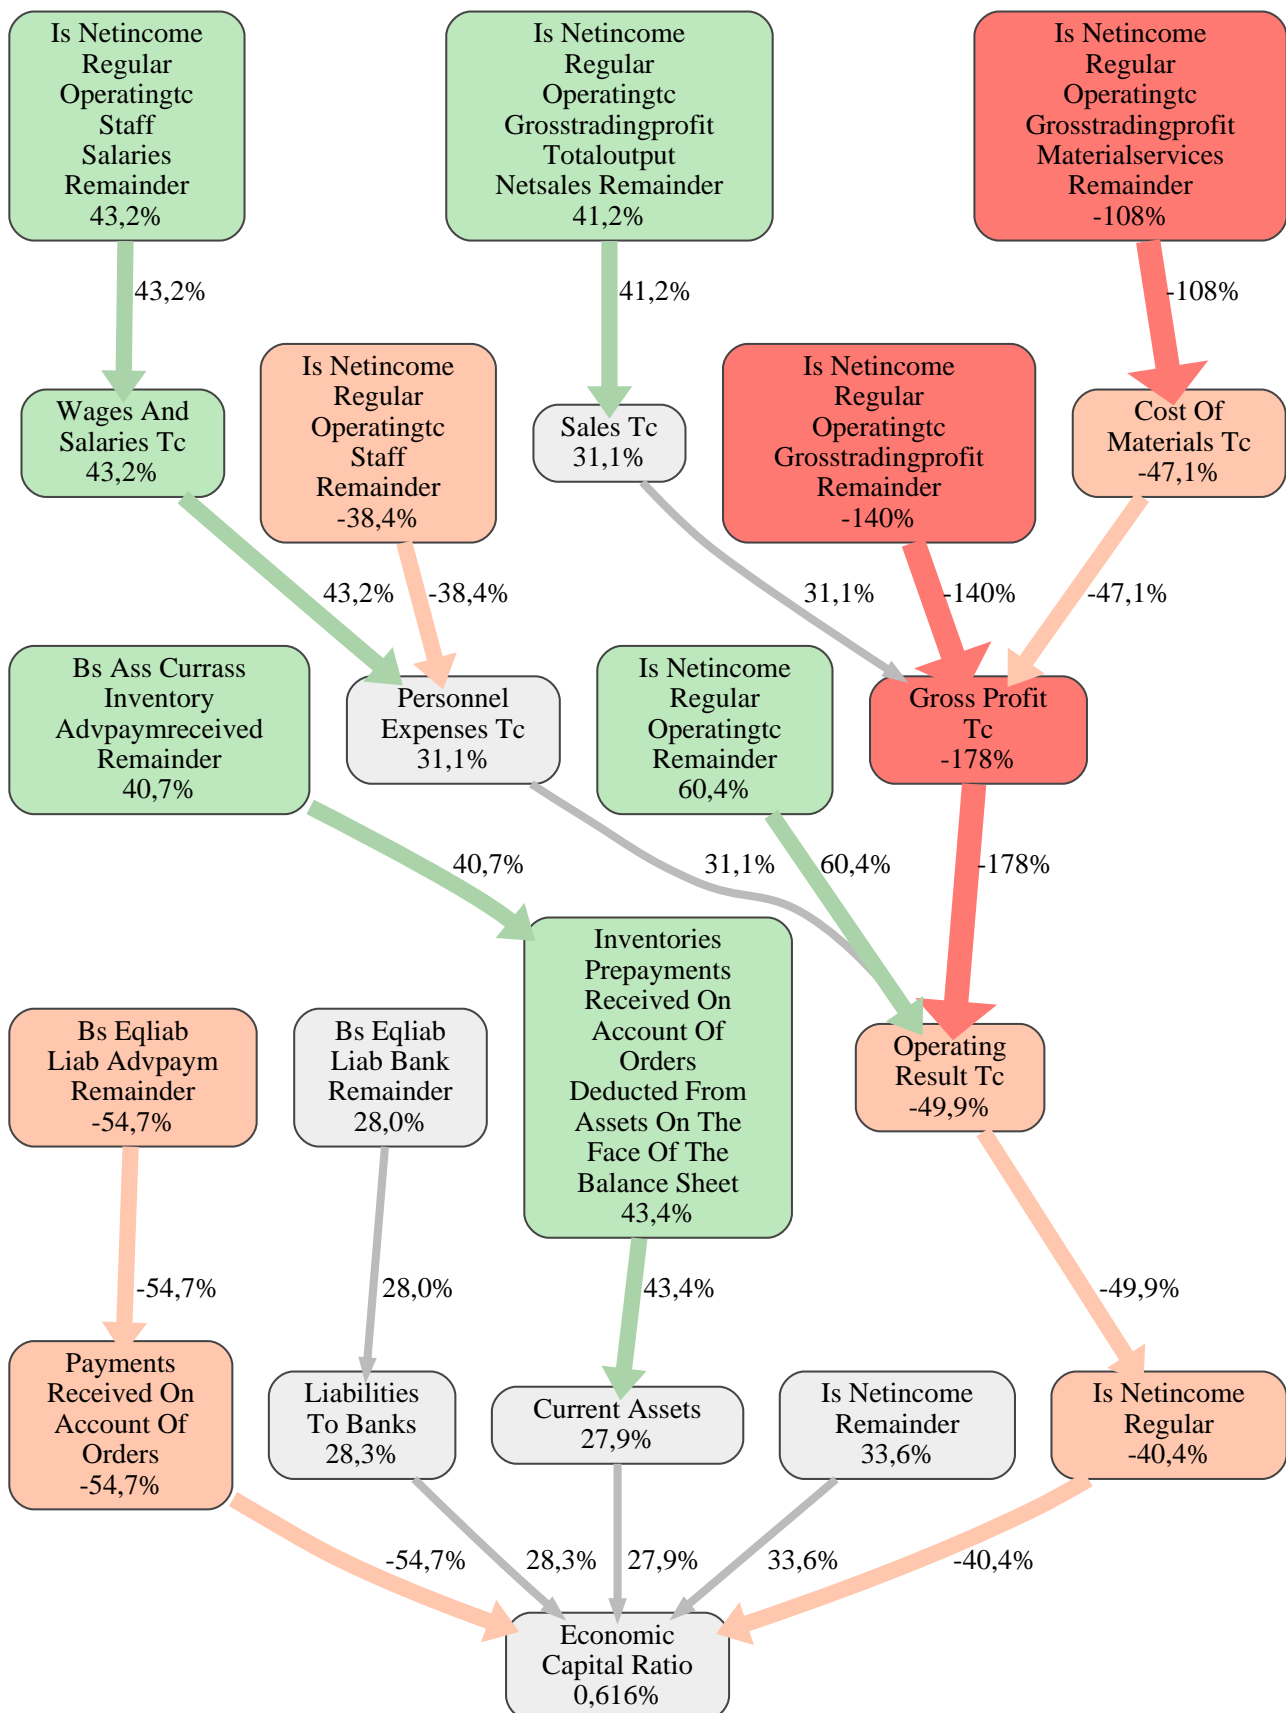 Is Netincome
Regular
Operatingtc
Staff
Salaries
Remainder
43,2%
Is Netincome
Regular
Operatingtc
Grosstradingprofit
Totaloutput
Netsales Remainder
41,2%
Is Netincome
Regular
Operatingtc
Grosstradingprofit
Materialservices
Remainder
-108%
43,2%
41,2%
-108%
Wages And
Salaries Tc
43,2%
Is Netincome
Regular
Operatingtc
Staff
Remainder
-38,4%
Sales Tc
31,1%
Is Netincome
Regular
Operatingtc
Grosstradingprofit
Remainder
-140%
Cost Of
Materials Tc
-47,1%
43,2%
-38,4%
31,1%
-140%
-47,1%
Bs Ass Currass
Inventory
Advpaymreceived
Remainder
40,7%
Personnel
Expenses Tc
31,1%
Is Netincome
Regular
Operatingtc
Remainder
60,4%
Gross Profit
Tc
-178%
40,7%
31,1%
60,4%
-178%
Inventories
Prepayments
Received On
Account Of
Orders
Deducted From
Assets On The
Face Of The
Balance Sheet
43,4%
Bs Eqliab
Liab Advpaym
Remainder
-54,7%
Bs Eqliab
Liab Bank
Remainder
28,0%
Operating
Result Tc
-49,9%
-54,7%
28,0%
43,4%
-49,9%
Payments
Received On
Account Of
Orders
-54,7%
Liabilities
To Banks
28,3%
Current Assets
27,9%
Is Netincome
Remainder
33,6%
Is Netincome
Regular
-40,4%
-54,7%
28,3%
27,9%
33,6%
-40,4%
Economic
Capital Ratio
0,616%